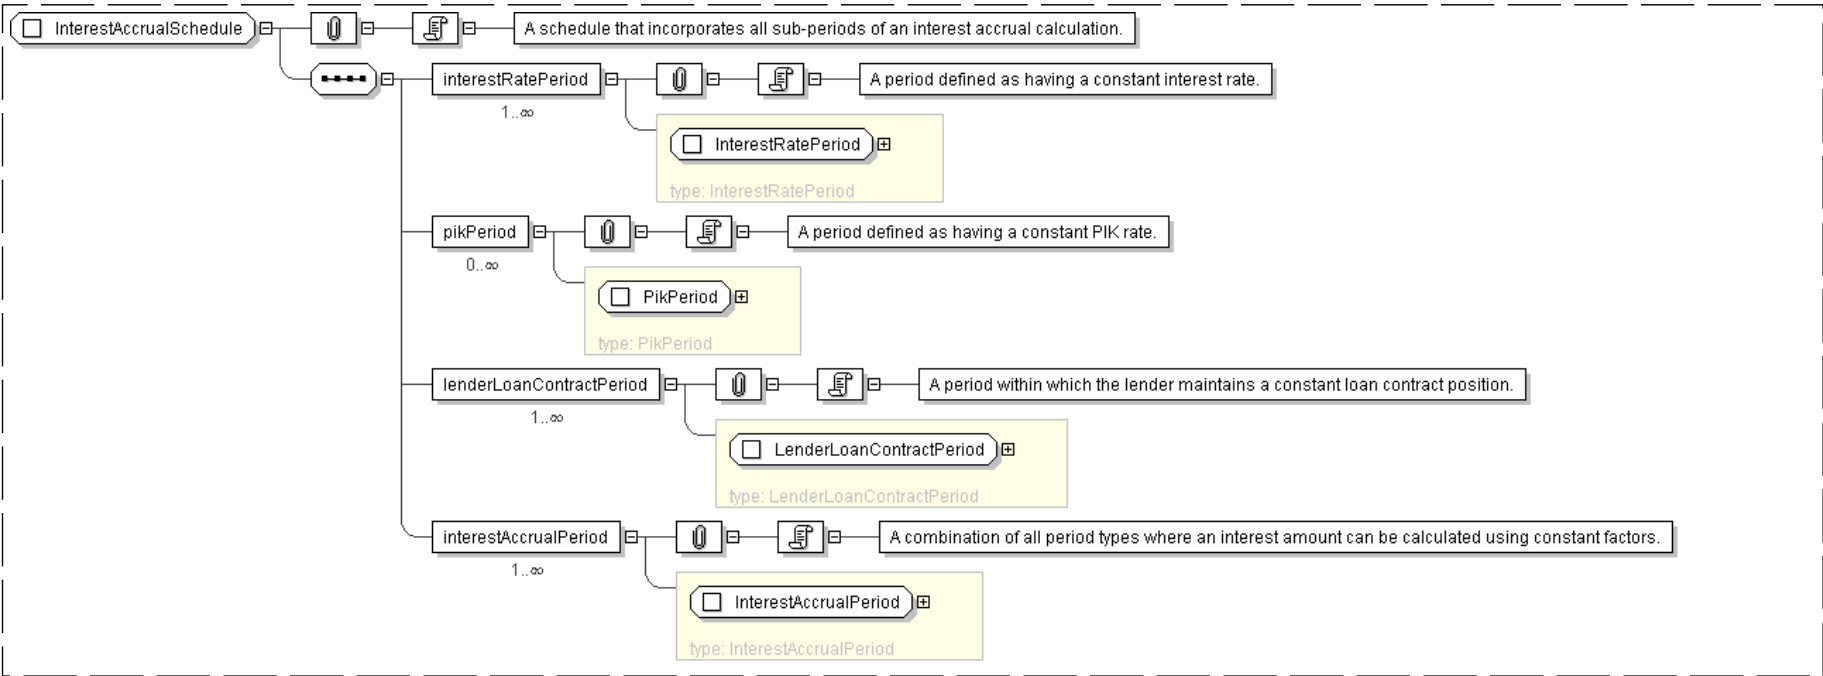 InterestAccrualSchedule
A schedule that incorporates all sub-periods of an interest accrual calculation.
interestRatePeriod
A period defined as having a constant interest rate.
1..∞
InterestRatePeriod
type: InterestRatePeriod
pikPeriod
A period defined as having a constant PIK rate.
0..∞
PikPeriod
type: PikPeriod
lenderLoanContractPeriod
A period within which the lender maintains a constant loan contract position.
1..∞
LenderLoanContractPeriod
type: LenderLoanContractPeriod
interestAccrualPeriod
A combination of all period types where an interest amount can be calculated using constant factors.
1..∞
InterestAccrualPeriod
type: InterestAccrualPeriod